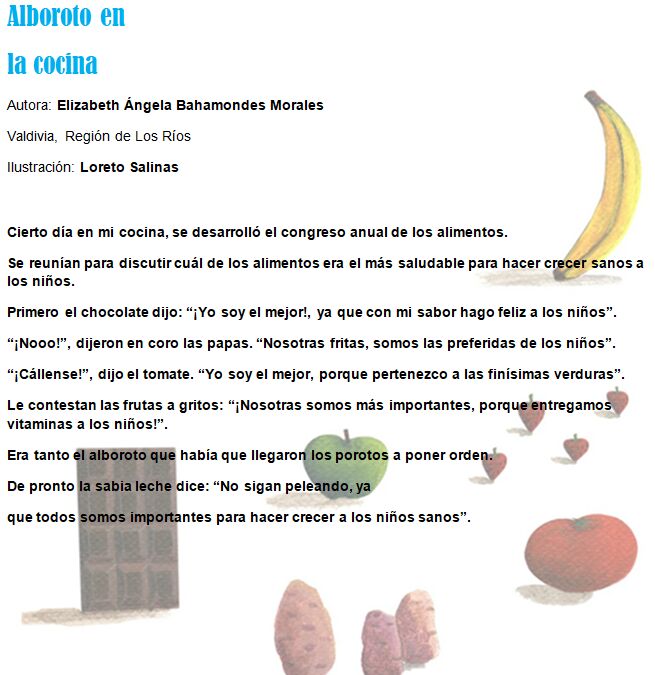 Alboroto en
la cocina
Autora: Elizabeth Ángela Bahamondes Morales
Valdivia, Región de Los Ríos
Ilustración: Loreto Salinas
Cierto día en mi cocina, se desarrolló el congreso anual de los alimentos.
Se reunían para discutir cuál de los alimentos era el más saludable para hacer crecer sanos a
los niños.
Primero el chocolate dijo: “¡Yo soy el mejor!, ya que con mi sabor hago feliz a los niños”.
“¡Nooo!”, dijeron en coro las papas. “Nosotras fritas, somos las preferidas de los niños”.
“¡Cállense!”, dijo el tomate. “Yo soy el mejor, porque pertenezco a las finísimas verduras”.
Le contestan las frutas a gritos: “¡Nosotras somos más importantes, porque entregamos
vitaminas a los niños!”.
Era tanto el alboroto que había que llegaron los porotos a poner orden.
De pronto la sabia leche dice: “No sigan peleando, ya
que todos somos importantes para hacer crecer a los niños sanos”.